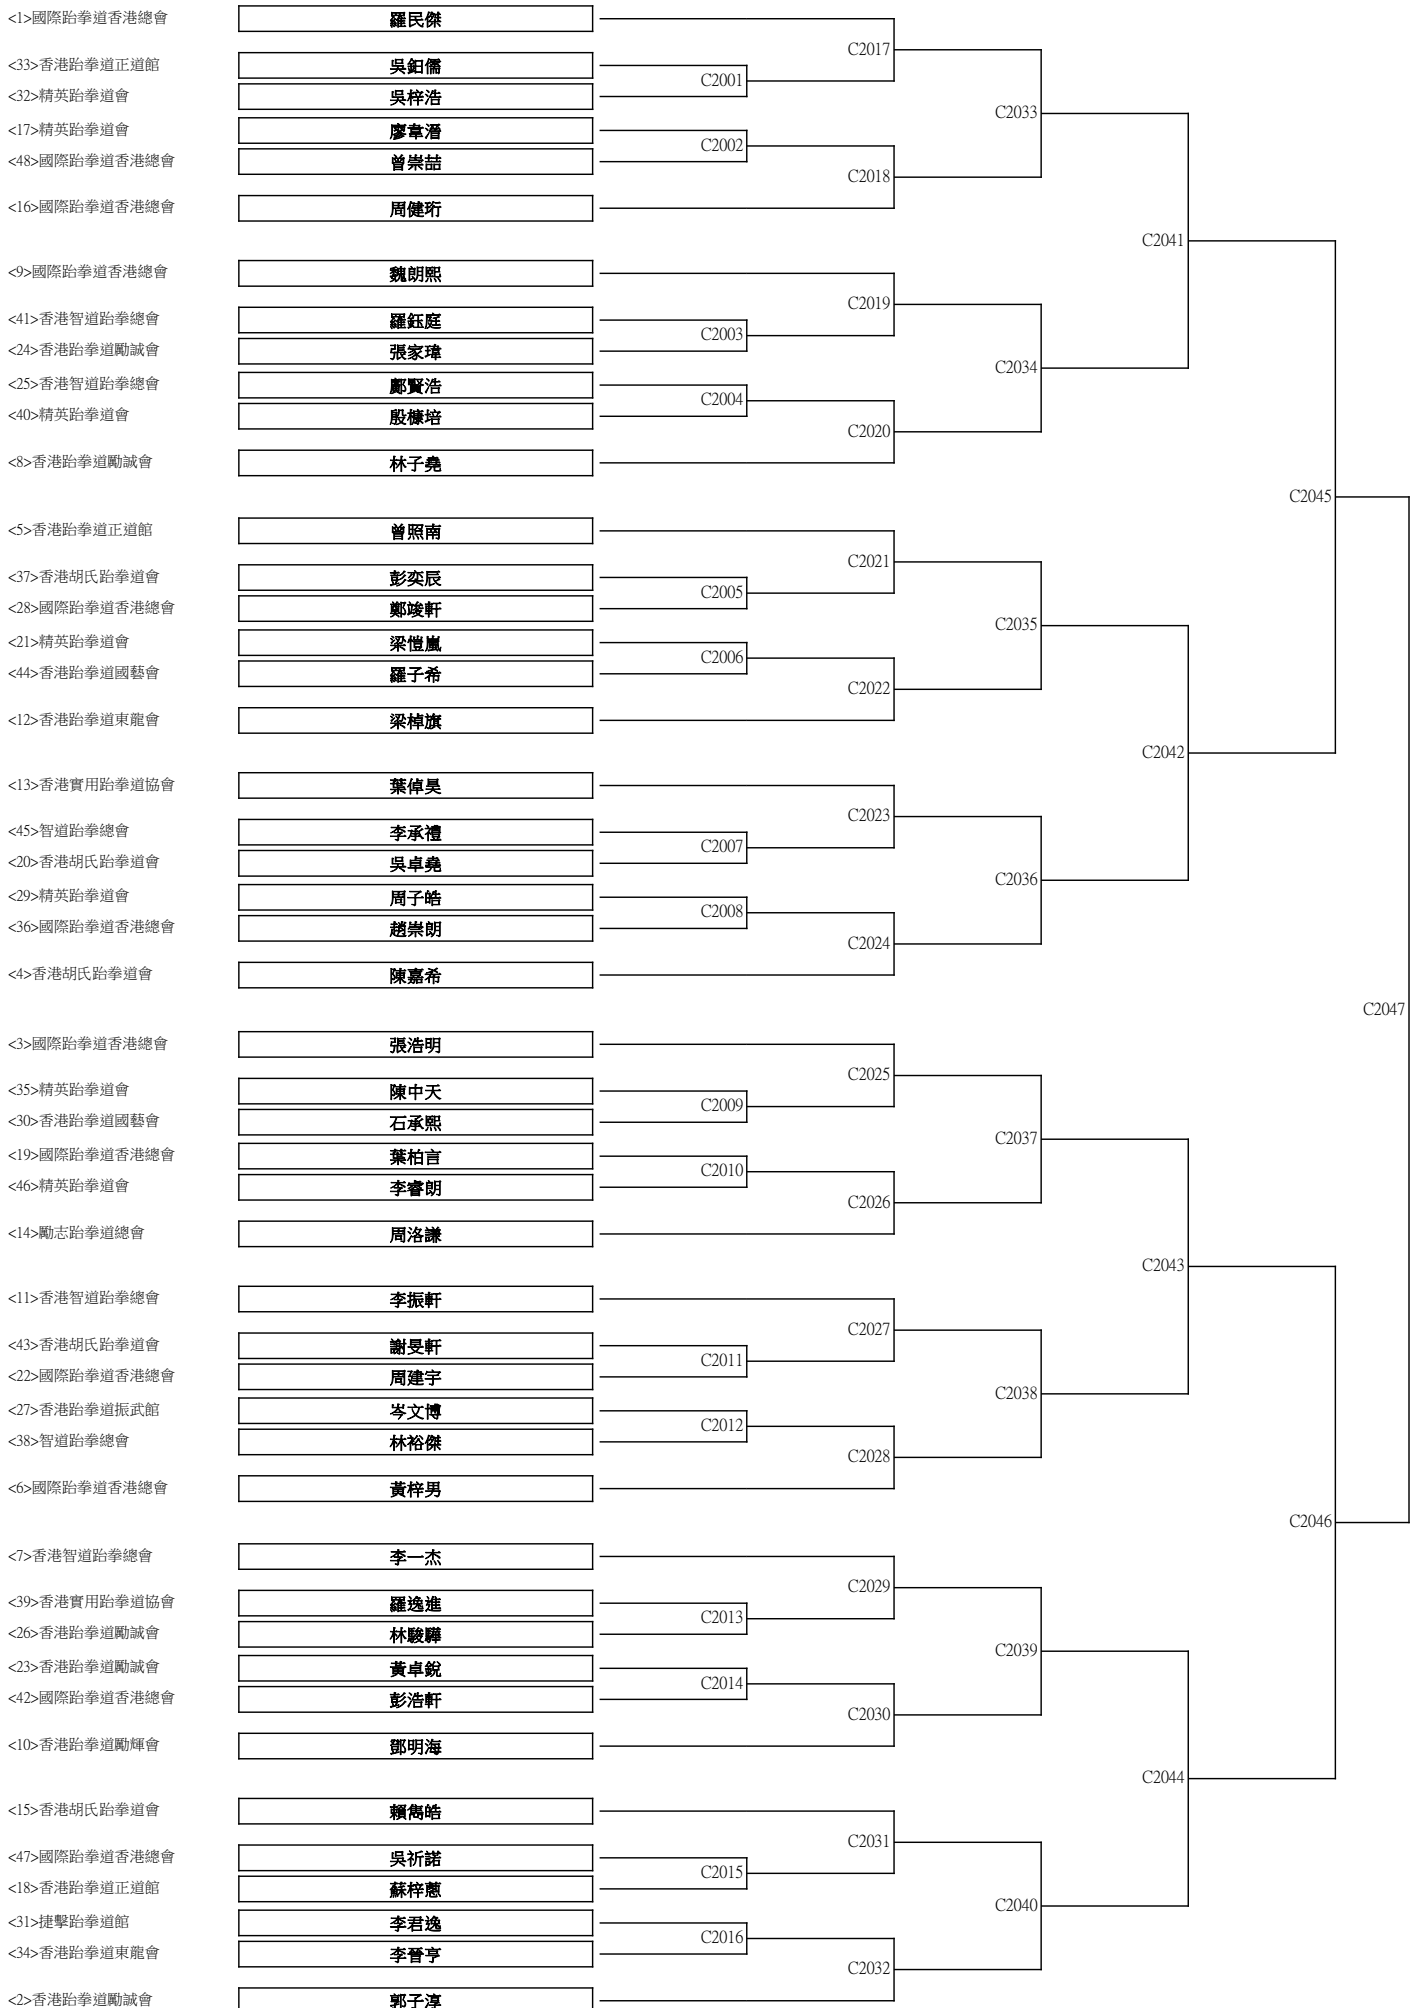 <1>國際跆拳道香港總會 羅民傑
C2017
<33>香港跆拳道正道館 吳鈤儒
C2001
<32>精英跆拳道會 吳梓浩
C2033
<17>精英跆拳道會 廖韋潘
C2002
<48>國際跆拳道香港總會 曾崇喆
C2018
<16>國際跆拳道香港總會 周健珩
C2041
<9>國際跆拳道香港總會 魏朗熙
C2019
<41>香港智道跆拳總會 羅鈺庭
C2003
<24>香港跆拳道勵誠會 張家瑋
C2034
<25>香港智道跆拳總會 鄺賢浩
C2004
<40>精英跆拳道會 殷榳培
C2020
<8>香港跆拳道勵誠會 林子堯
C2045
<5>香港跆拳道正道館 曾照南
C2021
<37>香港胡氏跆拳道會 彭奕辰
C2005
<28>國際跆拳道香港總會 鄭竣軒
C2035
<21>精英跆拳道會 梁愷嵐
C2006
<44>香港跆拳道國藝會 羅子希
C2022
<12>香港跆拳道東龍會 梁棹旗
C2042
<13>香港實用跆拳道協會 葉倬昊
C2023
<45>智道跆拳總會 李承禮
C2007
<20>香港胡氏跆拳道會 吳卓堯
C2036
<29>精英跆拳道會 周子皓
C2008
<36>國際跆拳道香港總會 趙崇朗
C2024
<4>香港胡氏跆拳道會 陳嘉希
C2047
<3>國際跆拳道香港總會 張浩明
C2025
<35>精英跆拳道會 陳中天
C2009
<30>香港跆拳道國藝會 石承熙
C2037
<19>國際跆拳道香港總會 葉柏言
C2010
<46>精英跆拳道會 李睿朗
C2026
<14>勵志跆拳道總會 周洛謙
C2043
<11>香港智道跆拳總會 李振軒
C2027
<43>香港胡氏跆拳道會 謝旻軒
C2011
<22>國際跆拳道香港總會 周建宇
C2038
<27>香港跆拳道振武館 岑文博
C2012
<38>智道跆拳總會 林裕傑
C2028
<6>國際跆拳道香港總會 黃梓男
C2046
<7>香港智道跆拳總會 李一杰
C2029
<39>香港實用跆拳道協會 羅逸進
C2013
<26>香港跆拳道勵誠會 林駿驊
C2039
<23>香港跆拳道勵誠會 黃卓銳
C2014
<42>國際跆拳道香港總會 彭浩軒
C2030
<10>香港跆拳道勵輝會 鄧明海
C2044
<15>香港胡氏跆拳道會 賴雋皓
C2031
<47>國際跆拳道香港總會 吳祈諾
C2015
<18>香港跆拳道正道館 蘇梓蒽
C2040
<31>捷擊跆拳道館 李君逸
C2016
<34>香港跆拳道東龍會 李晉亨
C2032
<2>香港跆拳道勵誠會 郭子淳